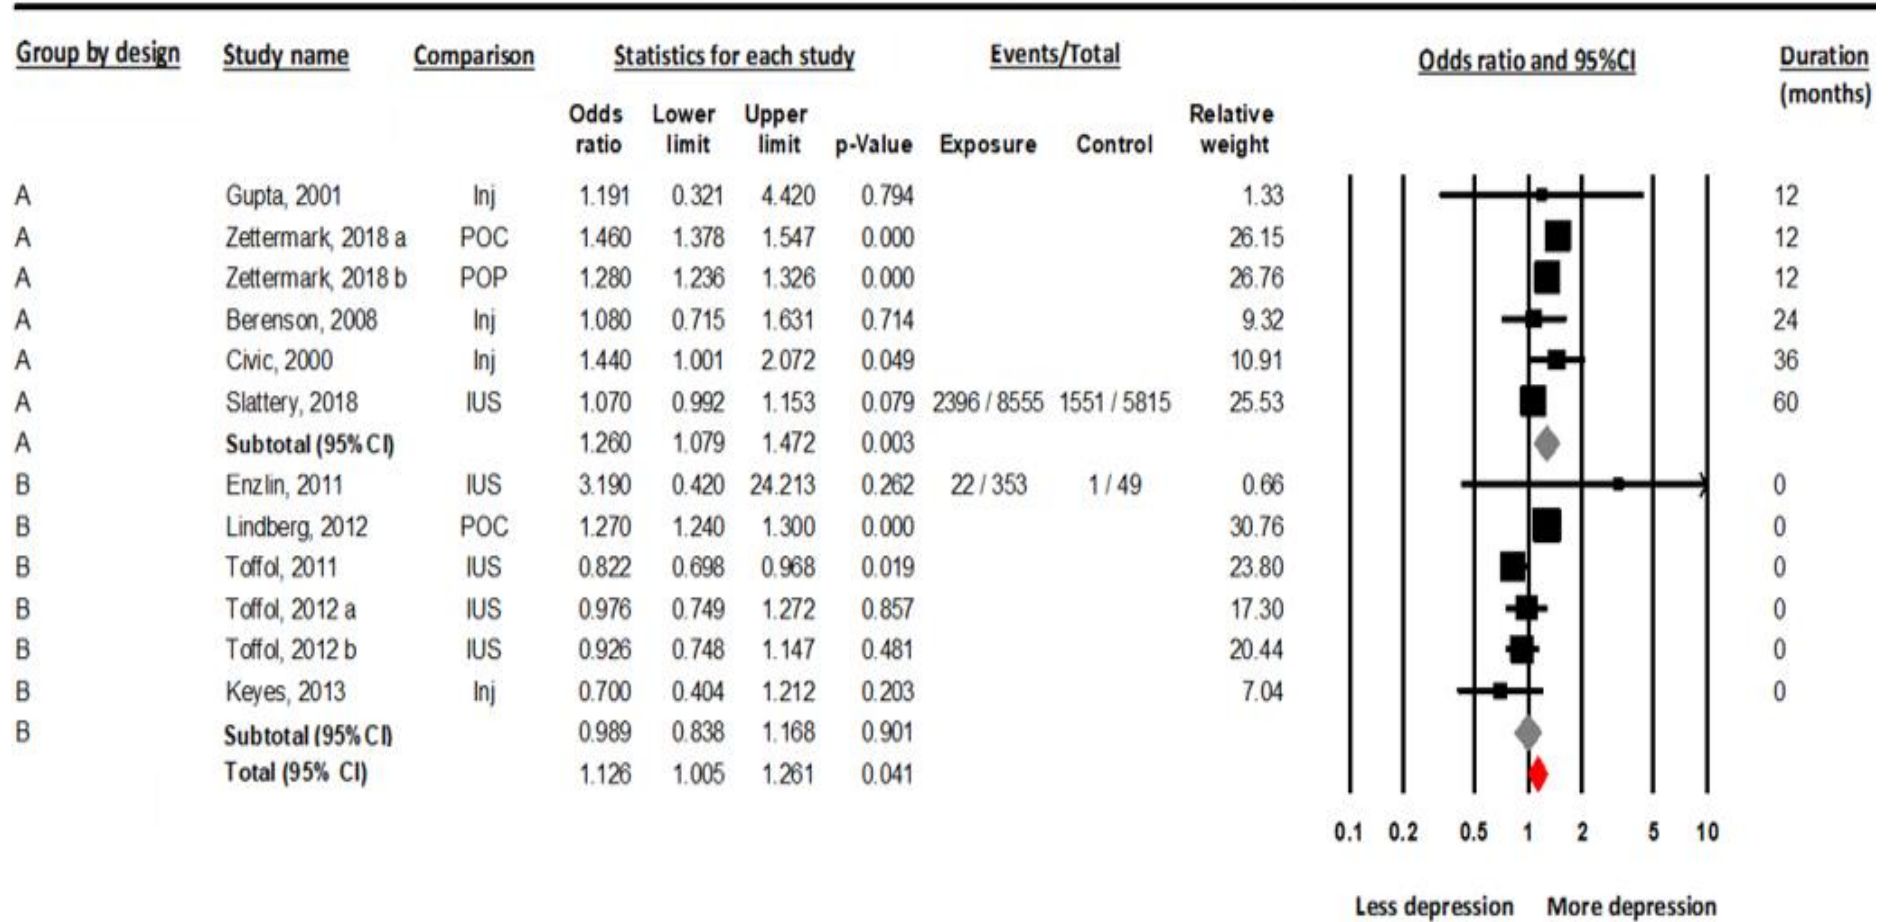 Group by design Study name Comparison Statistics for each study Events/Total Odds ratio and 95%CI Duration
(months)
Odds Lower Upper Relative
ratio limit limit p-Value Exposure Control weight
A Gupta, 2001 Inj 1.191 0.321 4.420 0.794 1.33 12
A Zettermark, 2018 a POC 1.460 1.378 1.547 0.000 26.15 12
A Zettermark, 2018 b POP 1.280 1.236 1.326 0.000 26.76 12
A Berenson, 2008 Inj 1.080 0.715 1.631 0.714 9.32 24
A Civic, 2000 Inj 1.440 1.001 2.072 0.049 10.91 36
A Slattery, 2018 IUS 1.070 0.992 1.153 0.079 2396 / 8555 1551 / 5815 25.53 60
A Subtotal (95% CI) 1.260 1.079 1.472 0.003
B Enzlin, 2011 IUS 3.190 0.420 24.213 0.262 22 / 353 1 / 49 0.66 0
B Lindberg, 2012 POC 1.270 1.240 1.300 0.000 30.76 0
B Toffol, 2011 IUS 0.822 0.698 0.968 0.019 23.80 0
B Toffol, 2012 a IUS 0.976 0.749 1.272 0.857 17.30 0
B Toffol, 2012 b IUS 0.926 0.748 1.147 0.481 20.44 0
B Keyes, 2013 Inj 0.700 0.404 1.212 0.203 7.04 0
B Subtotal (95% CI) 0.989 0.838 1.168 0.901
Total (95% CI) 1.126 1.005 1.261 0.041
0.1 0.2 0.5 1 2 5 10
Less depression More depression